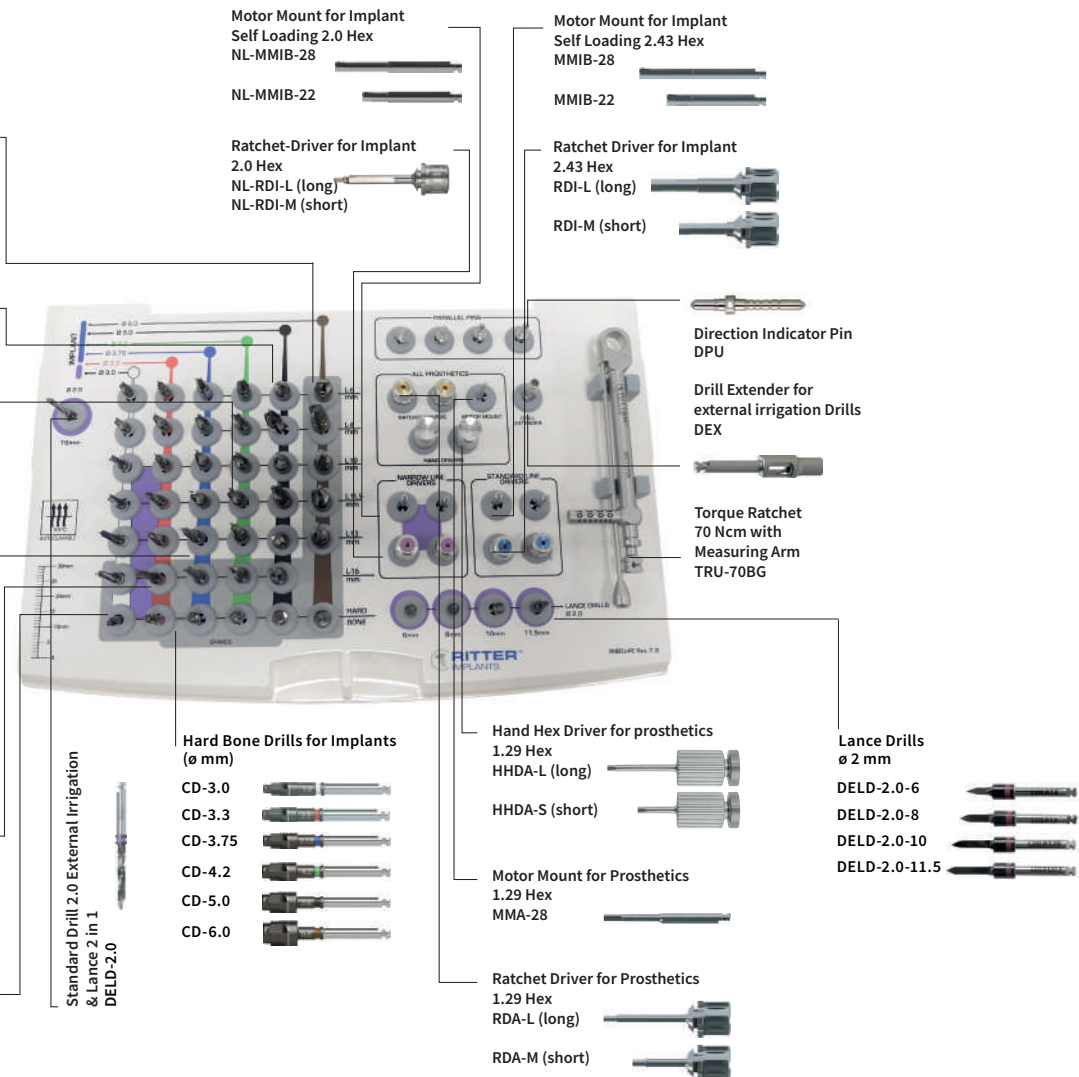 Motor Mount for Implant
Self Loading 2.0 Hex
NL-MMIB-28
NL-MMIB-22
Motor Mount for Implant
Self Loading 2.43 Hex
MMIB-28
MMIB-22
Ratchet-Driver for Implant
2.0 Hex
NL-RDI-L (long)
NL-RDI-M (short)
Ratchet Driver for Implant
2.43 Hex
RDI-L (long)
RDI-M (short)
Direction Indicator Pin
DPU
Drill Extender for
external irrigation Drills
DEX
Torque Ratchet
70 Ncm with
Measuring Arm
TRU-70BG
PARALLEL PINS
IMPLANT
Ø 6.0
Ø 5.0
Ø 3.75
Ø 3.0
ALL PROSTHETICS
HAND DRIVERS
NARROW LINE
DRIVERS
STANDARD LINE
DRIVERS
L-16
mm
HARD
BONE
LANCE DRILLS
Ø 2.0
6mm
8mm
10mm
11.5mm
RITTER
IMPLANTS
Hard Bone Drills for Implants
(ø mm)
CD-3.0
CD-3.3
CD-3.75
CD-4.2
CD-5.0
CD-6.0
Standard Drill 2.0 External Irrigation
& Lance 2 in 1
DELD-2.0
Hand Hex Driver for prosthetics
1.29 Hex
HHDA-L (long)
HHDA-S (short)
Motor Mount for Prosthetics
1.29 Hex
MMA-28
Ratchet Driver for Prosthetics
1.29 Hex
RDA-L (long)
RDA-M (short)
Lance Drills
ø 2 mm
DELD-2.0-6
DELD-2.0-8
DELD-2.0-10
DELD-2.0-11.5